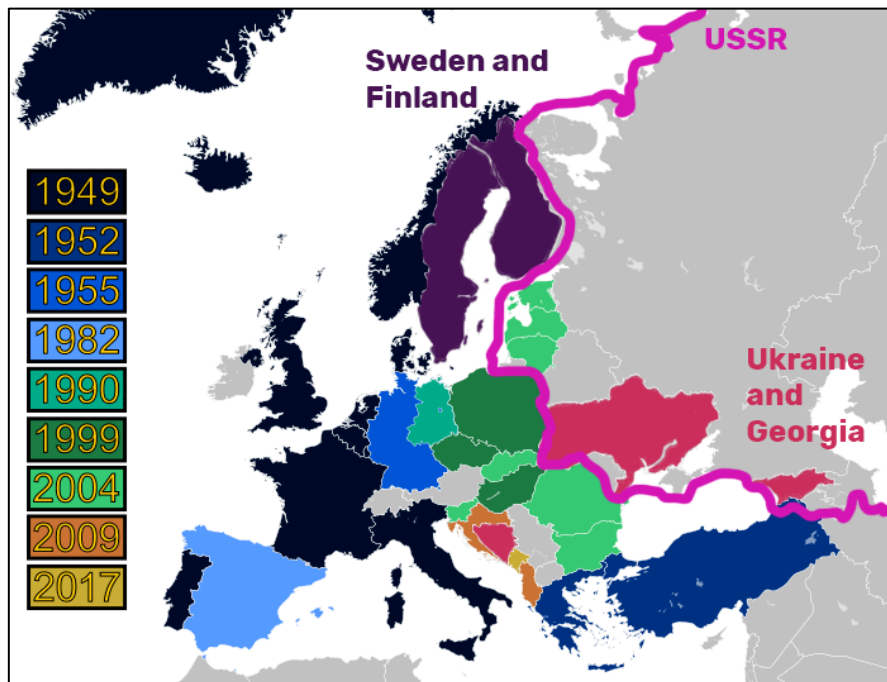 USSR
Sweden and
Finland
1949
1952
1955
1982
1990
1999
2004
2009
2017
Ukraine
and
Georgia